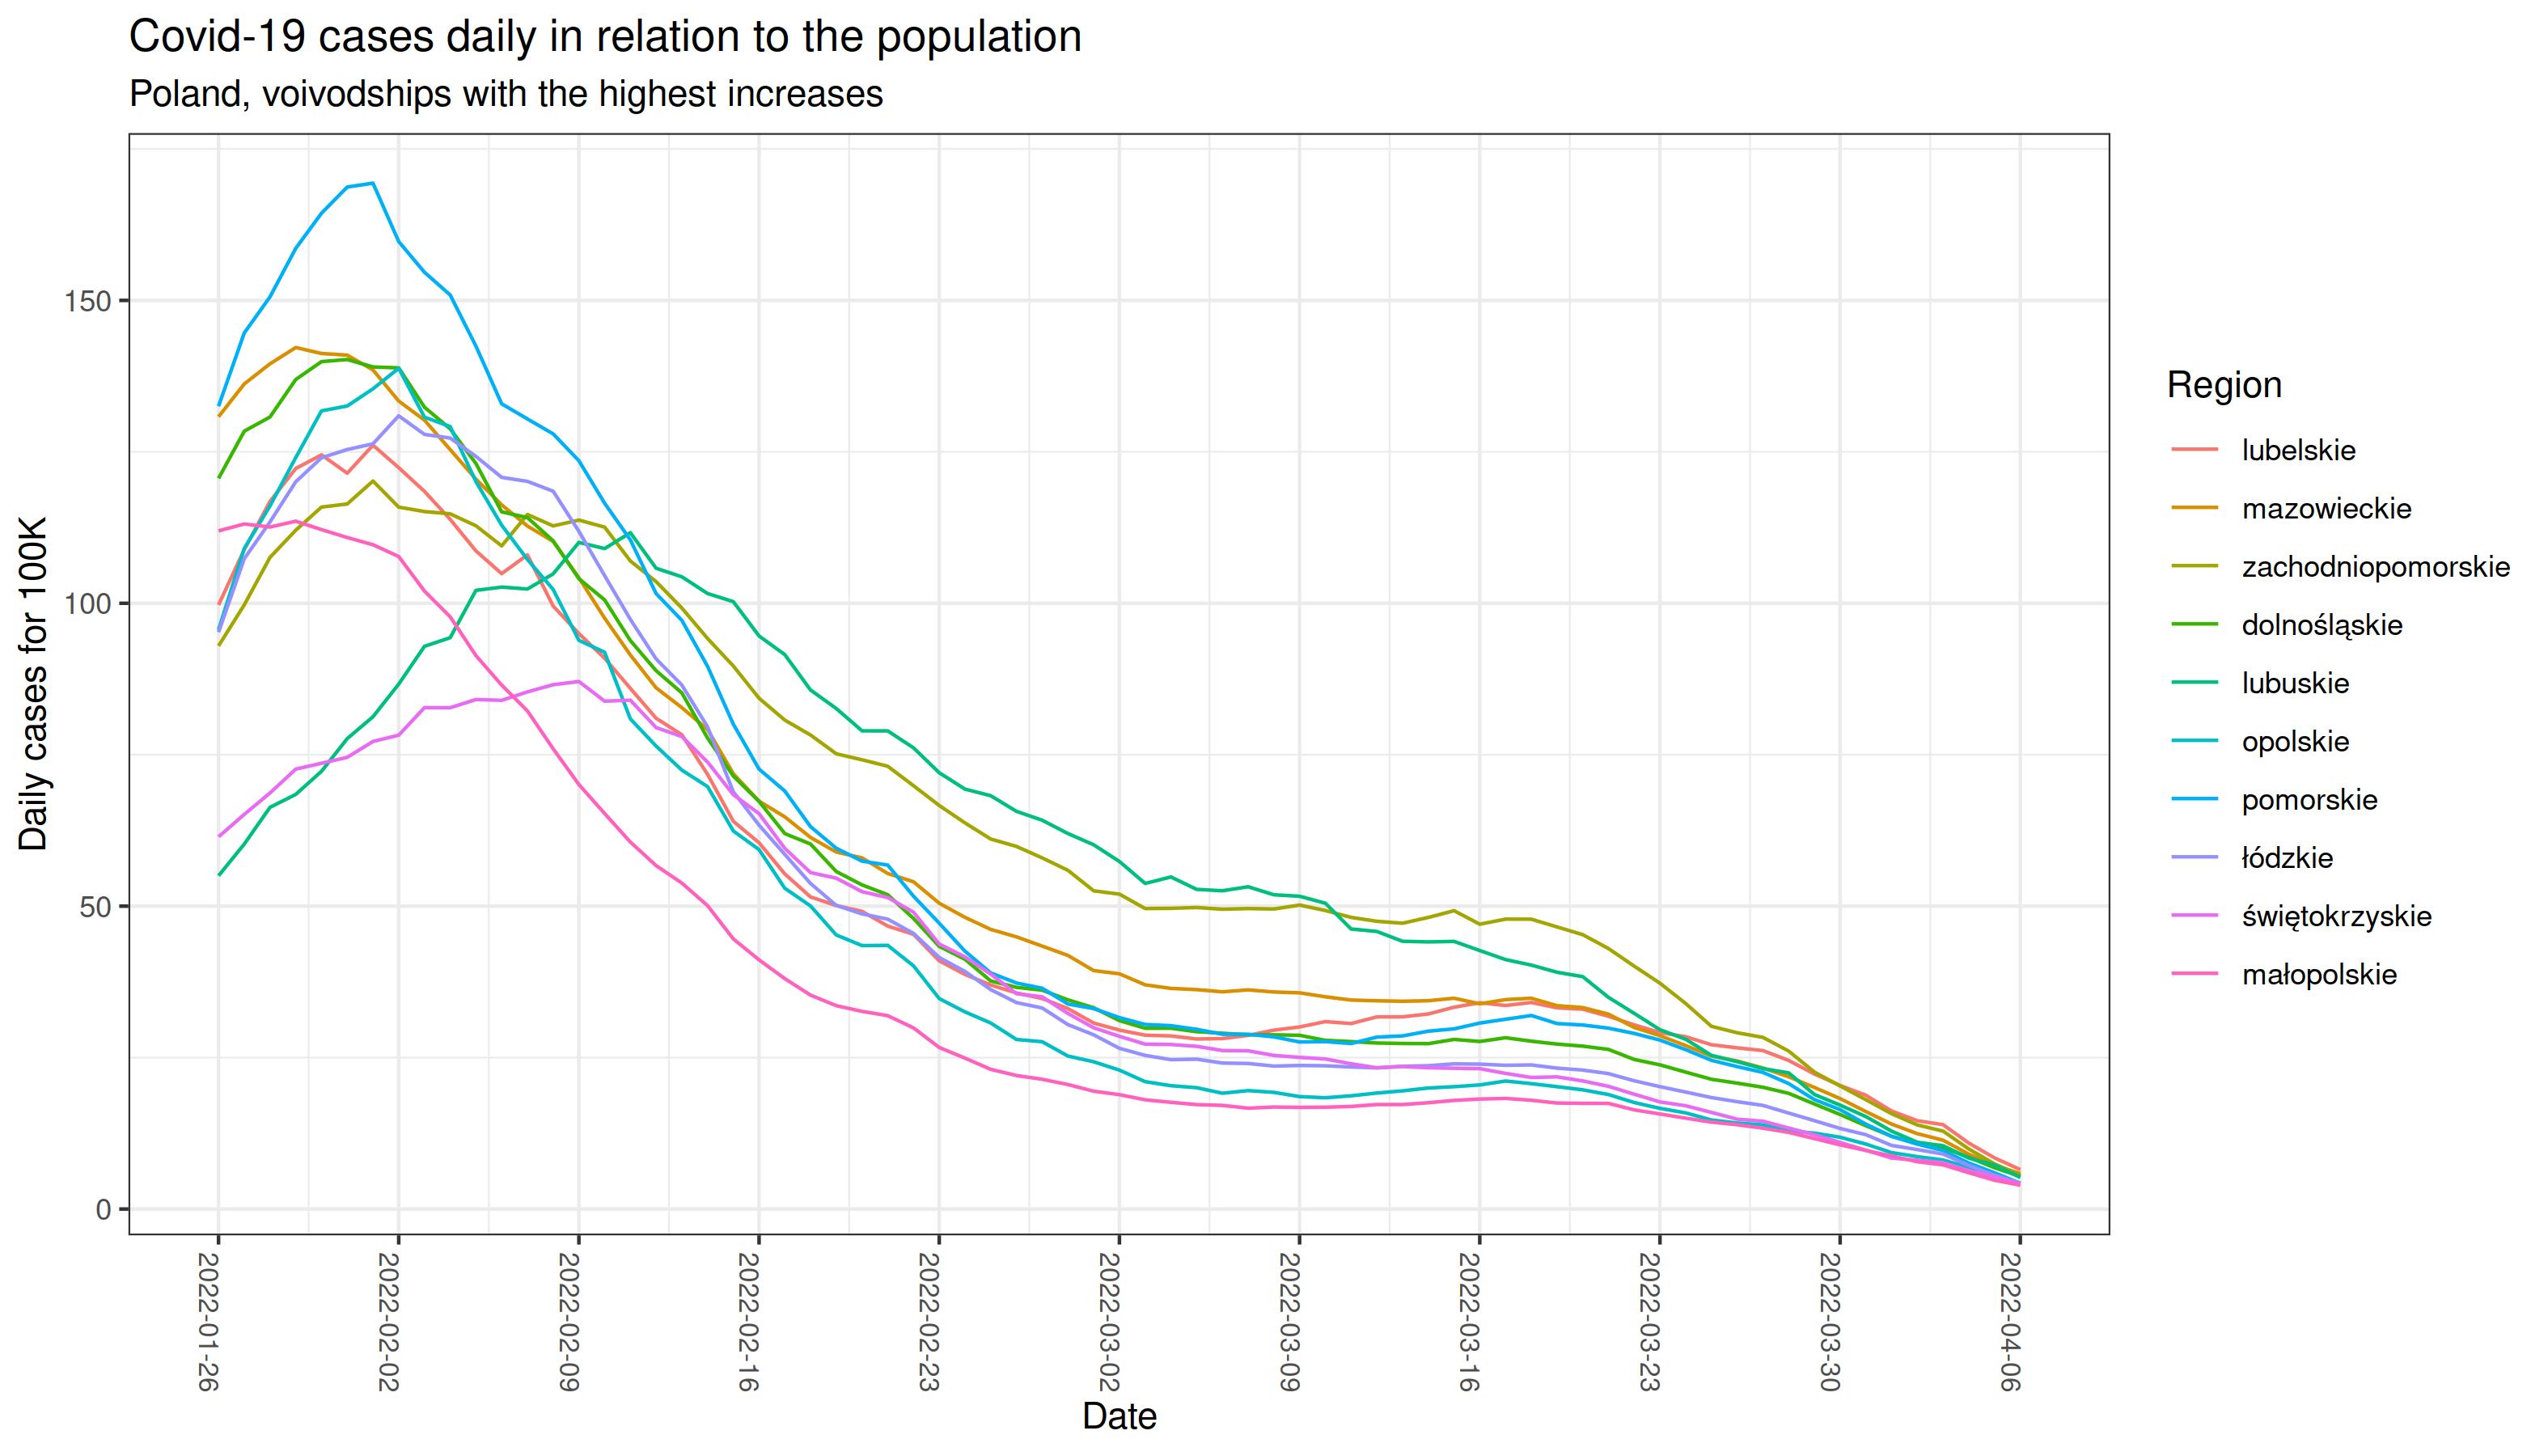 Covid-19 cases daily in relation to the population
Poland, voivodships with the highest increases
Daily cases for 100K
150
100
50
0
2022-01-26
2022-02-02
2022-02-09
2022-02-16
2022-02-23
2022-03-02
2022-03-09
2022-03-16
2022-03-23
2022-03-30
2022-04-06
Date
Region
lubelskie
mazowieckie
zachodniopomorskie
dolnośląskie
lubuskie
opolskie
pomorskie
łódzkie
świętokrzyskie
małopolskie